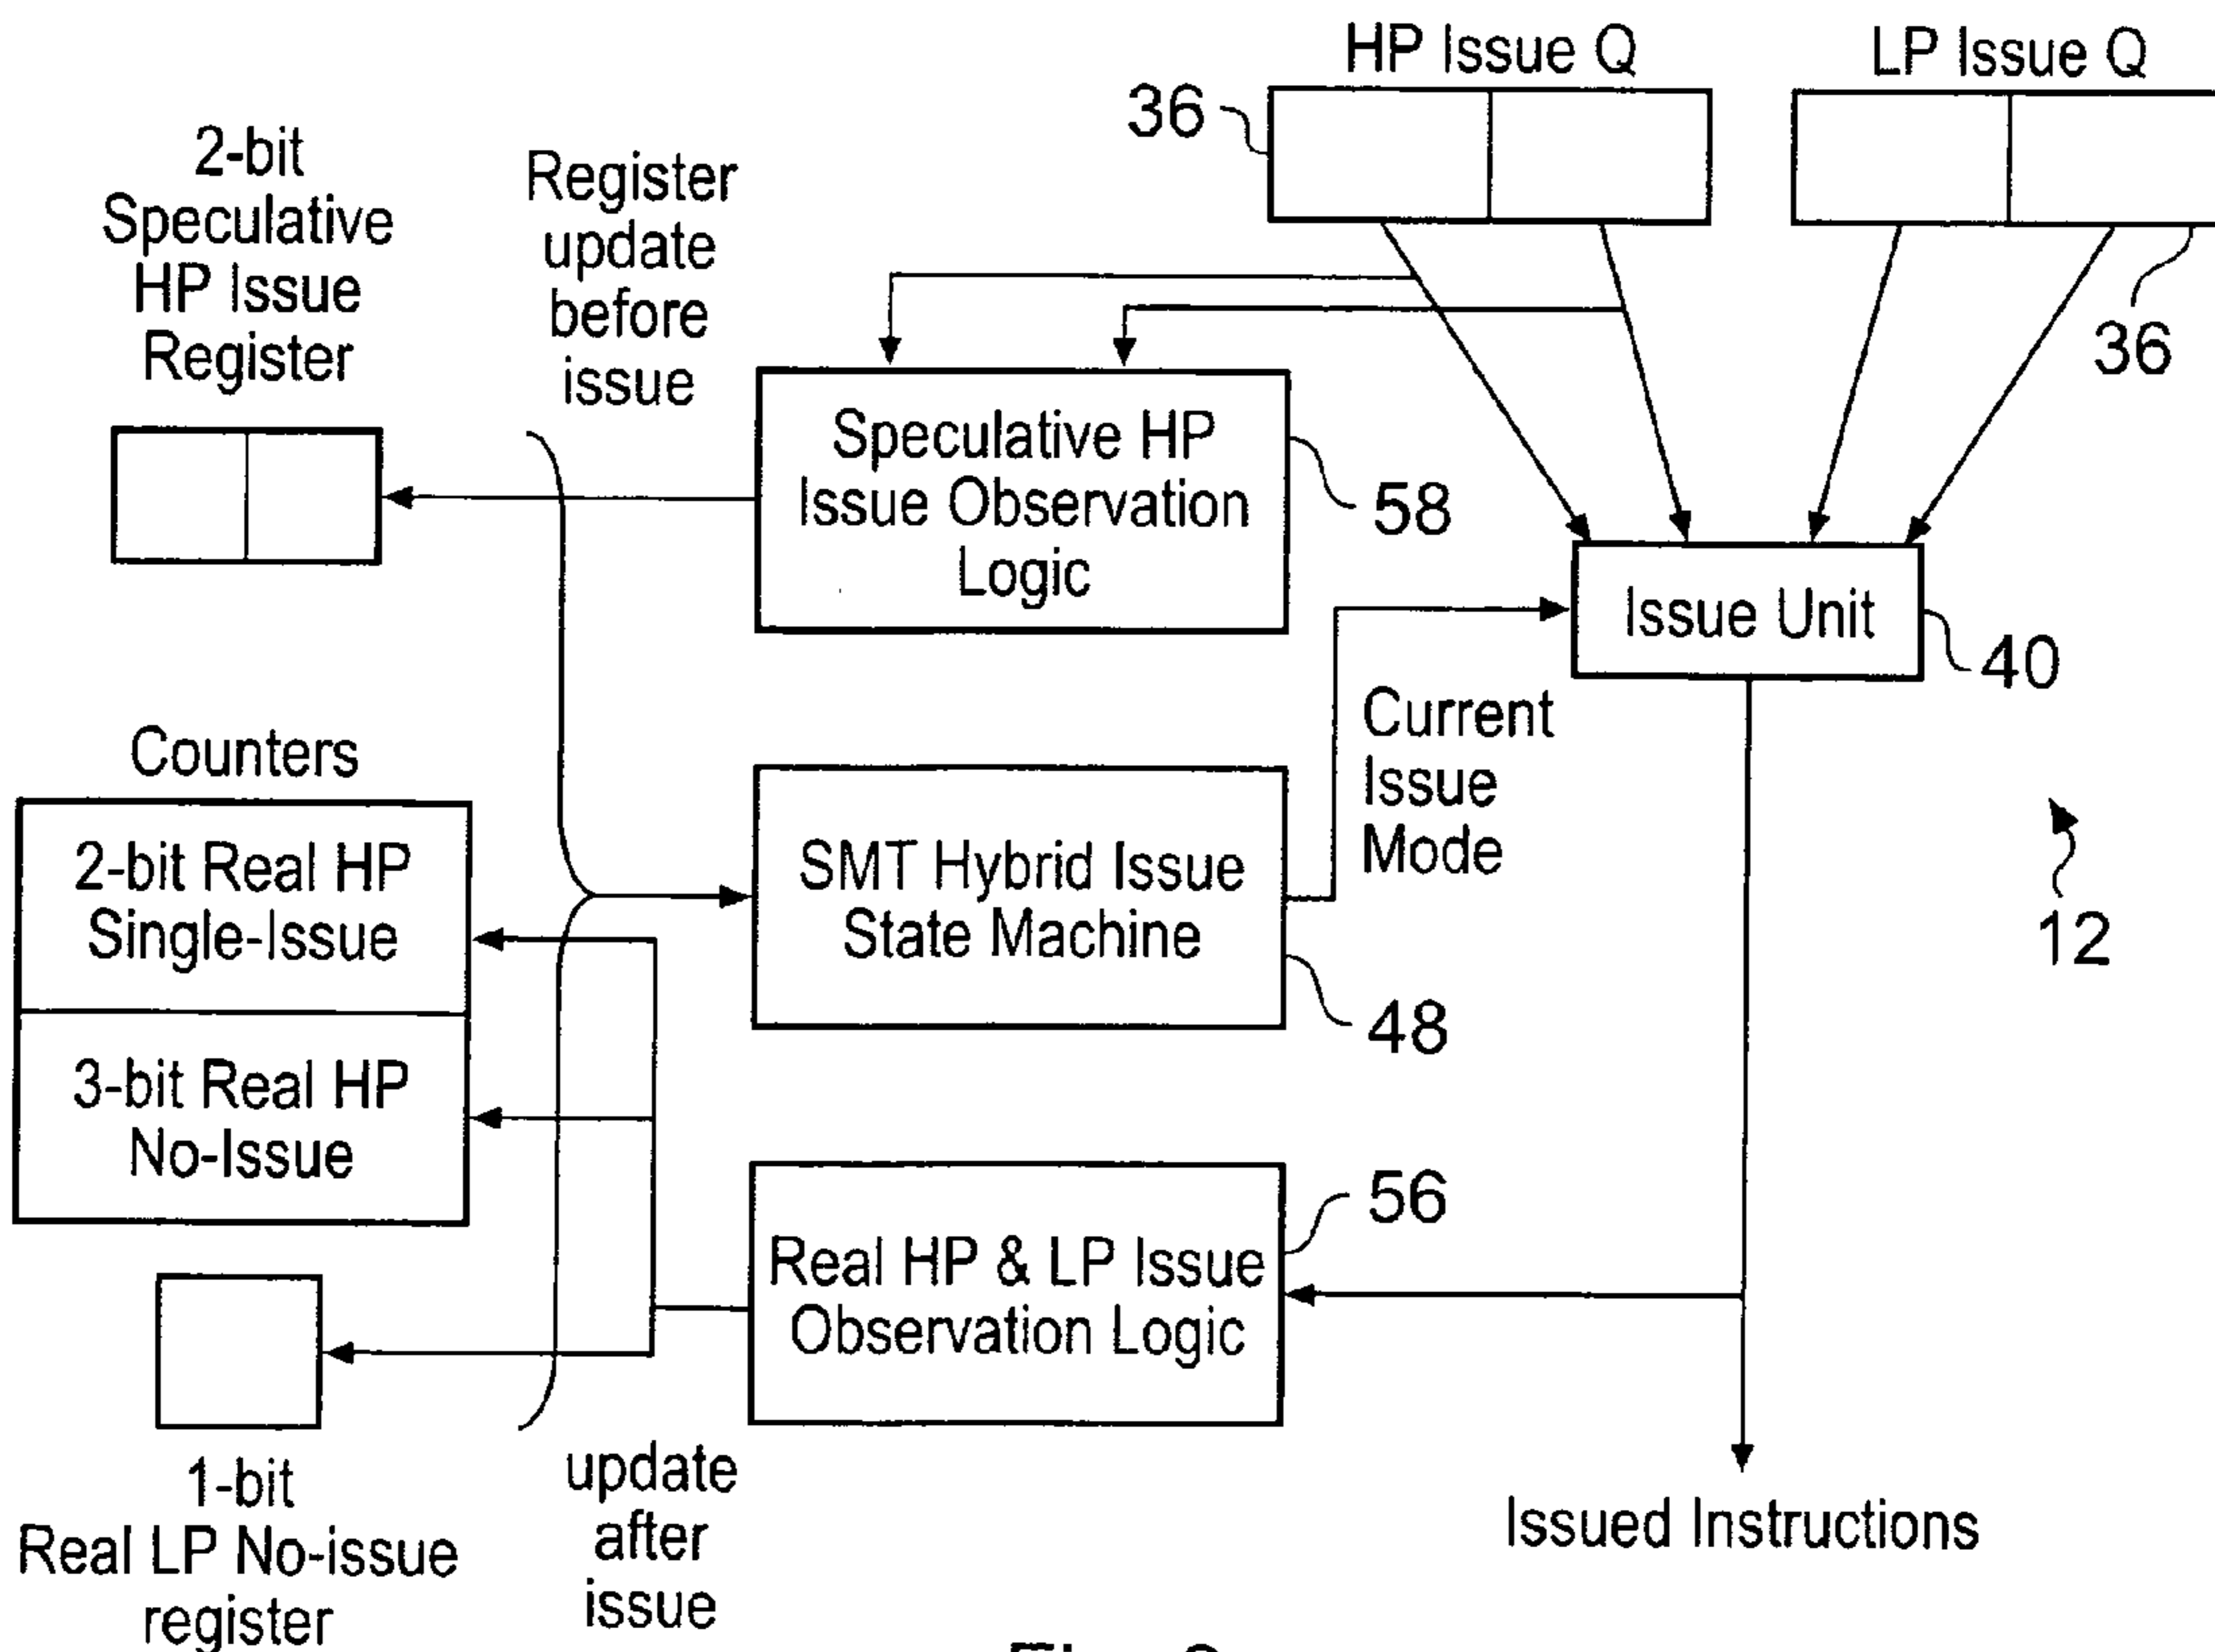 HP Issue Q
LP Issue Q
36
2-bit
Speculative
HP Issue
Register
Register
update
before
issue
36
Speculative HP
Issue Observation
Logic
58
Issue Unit
40
Current
Issue
Mode
Counters
2-bit Real HP
Single-Issue
3-bit Real HP
No-Issue
SMT Hybrid Issue
State Machine
48
12
56
Real HP & LP Issue
Observation Logic
1-bit
Real LP No-issue
register
update
after
issue
Issued Instructions